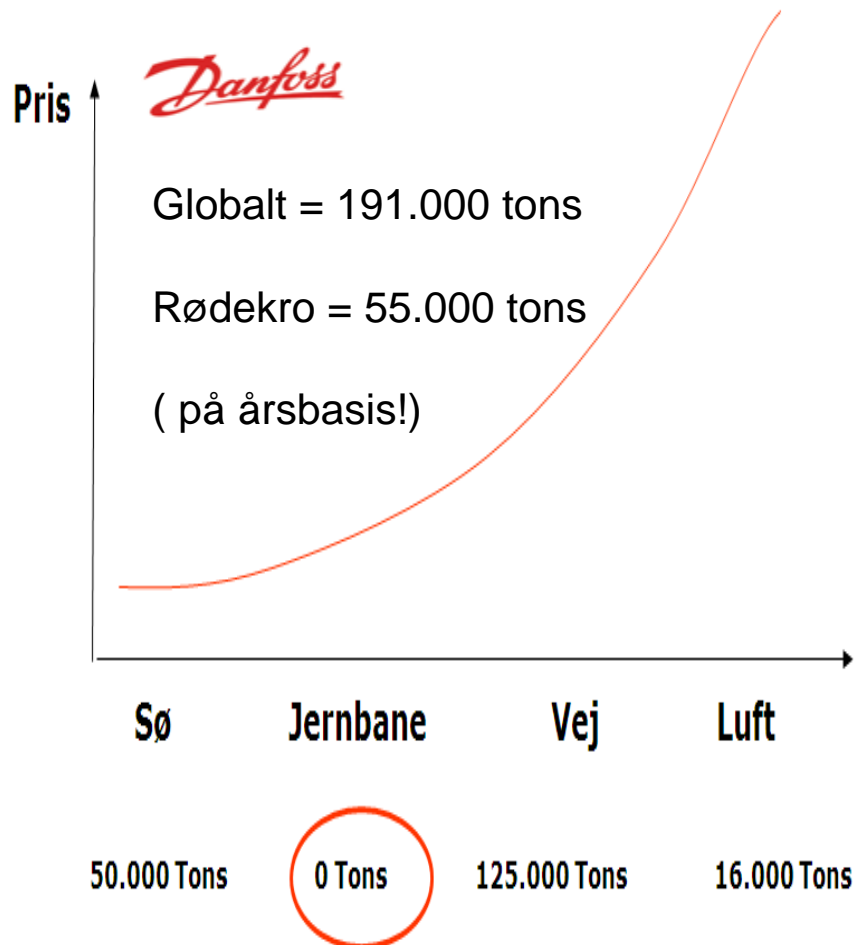 Danfoss
Pris
Globalt = 191.000 tons
Rødekro = 55.000 tons
( på årsbasis!)
Sø Jernbane Vej Luft
50.000 Tons 0 Tons 125.000 Tons 16.000 Tons